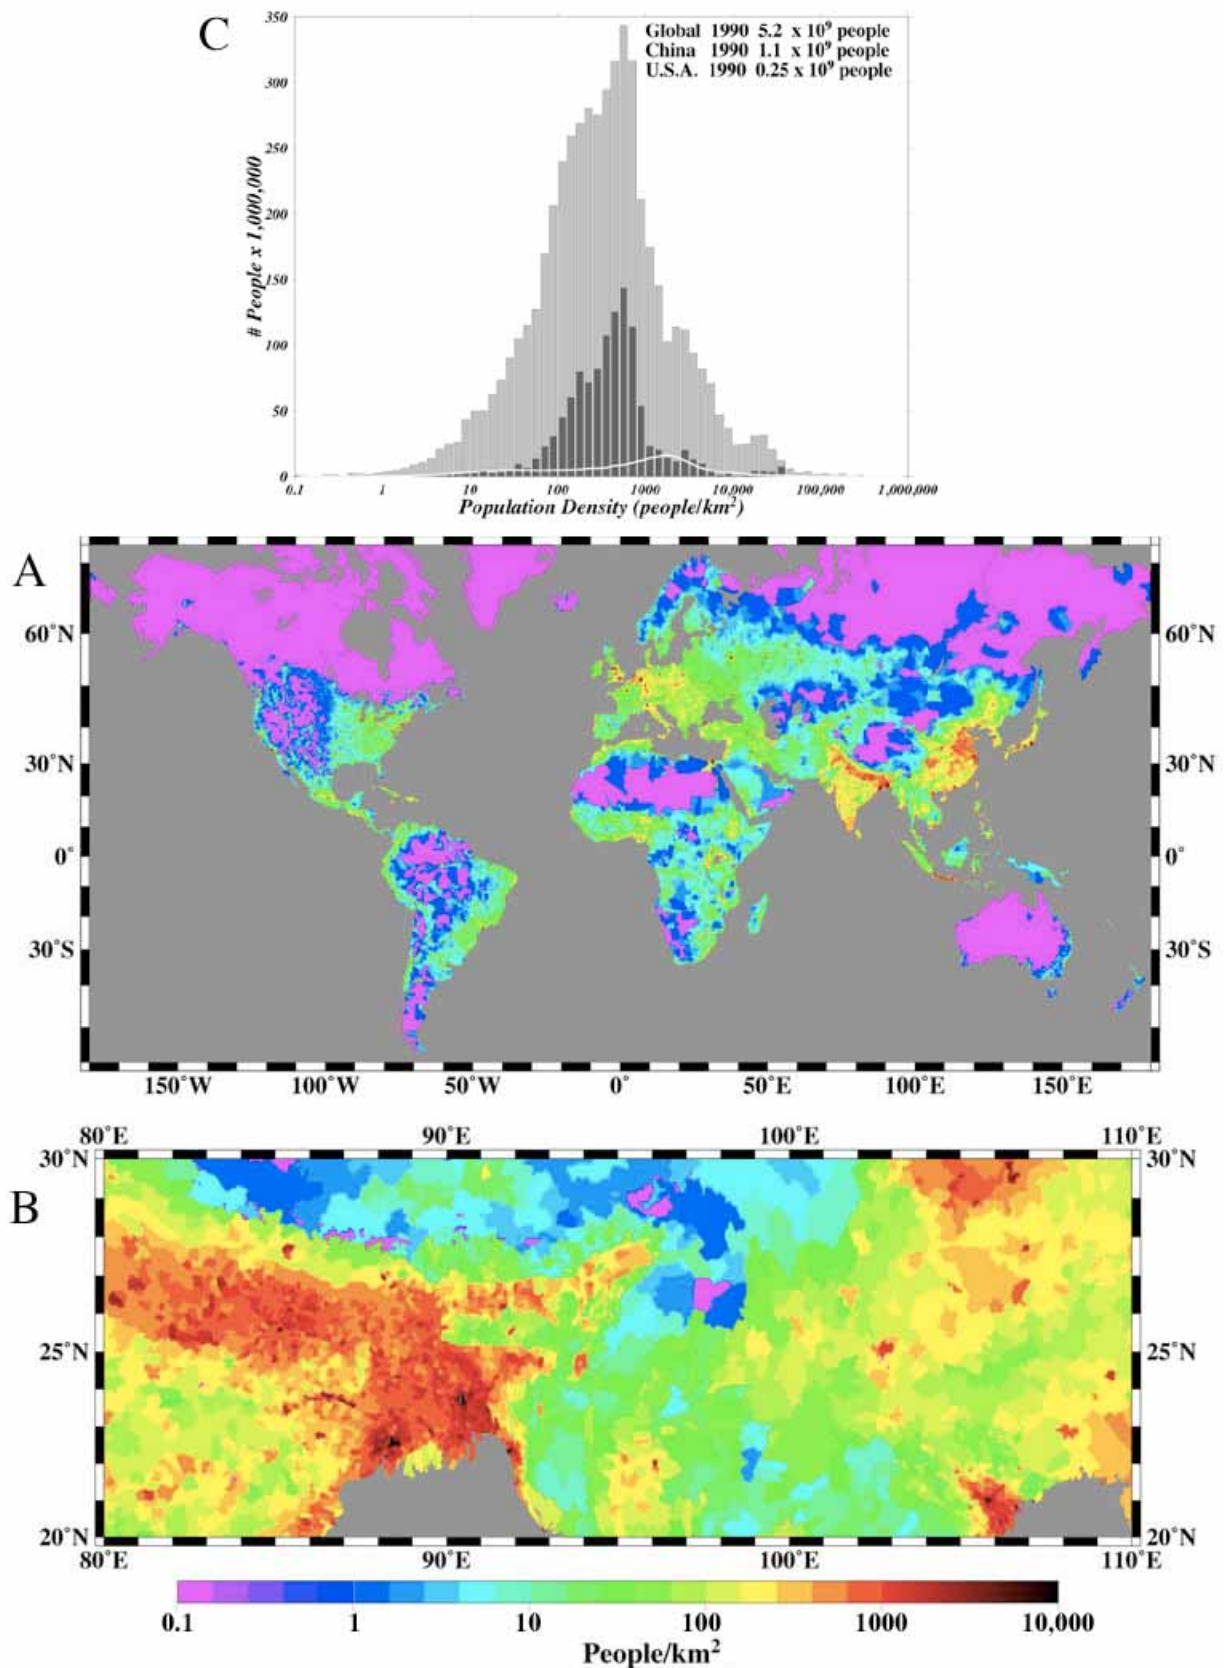 C
350
300
250
200
150
100
50
0
# People x 1,000,000
Global 1990 5.2 x 10⁹ people
China 1990 1.1 x 10⁹ people
U.S.A. 1990 0.25 x 10⁹ people
0.1 1 10 100 1000 10,000 100,000 1,000,000
Population Density (people/km²)
A
60˚N 60˚N
30˚N 30˚N
0˚ 0˚
30˚S 30˚S
150˚W 100˚W 50˚W 0˚ 50˚E 100˚E 150˚E
80˚E 90˚E 100˚E 110˚E
B
30˚N 30˚N
25˚N 25˚N
20˚N 20˚N
80˚E 90˚E 100˚E 110˚E
0.1 1 10 100 1000 10,000
People/km²